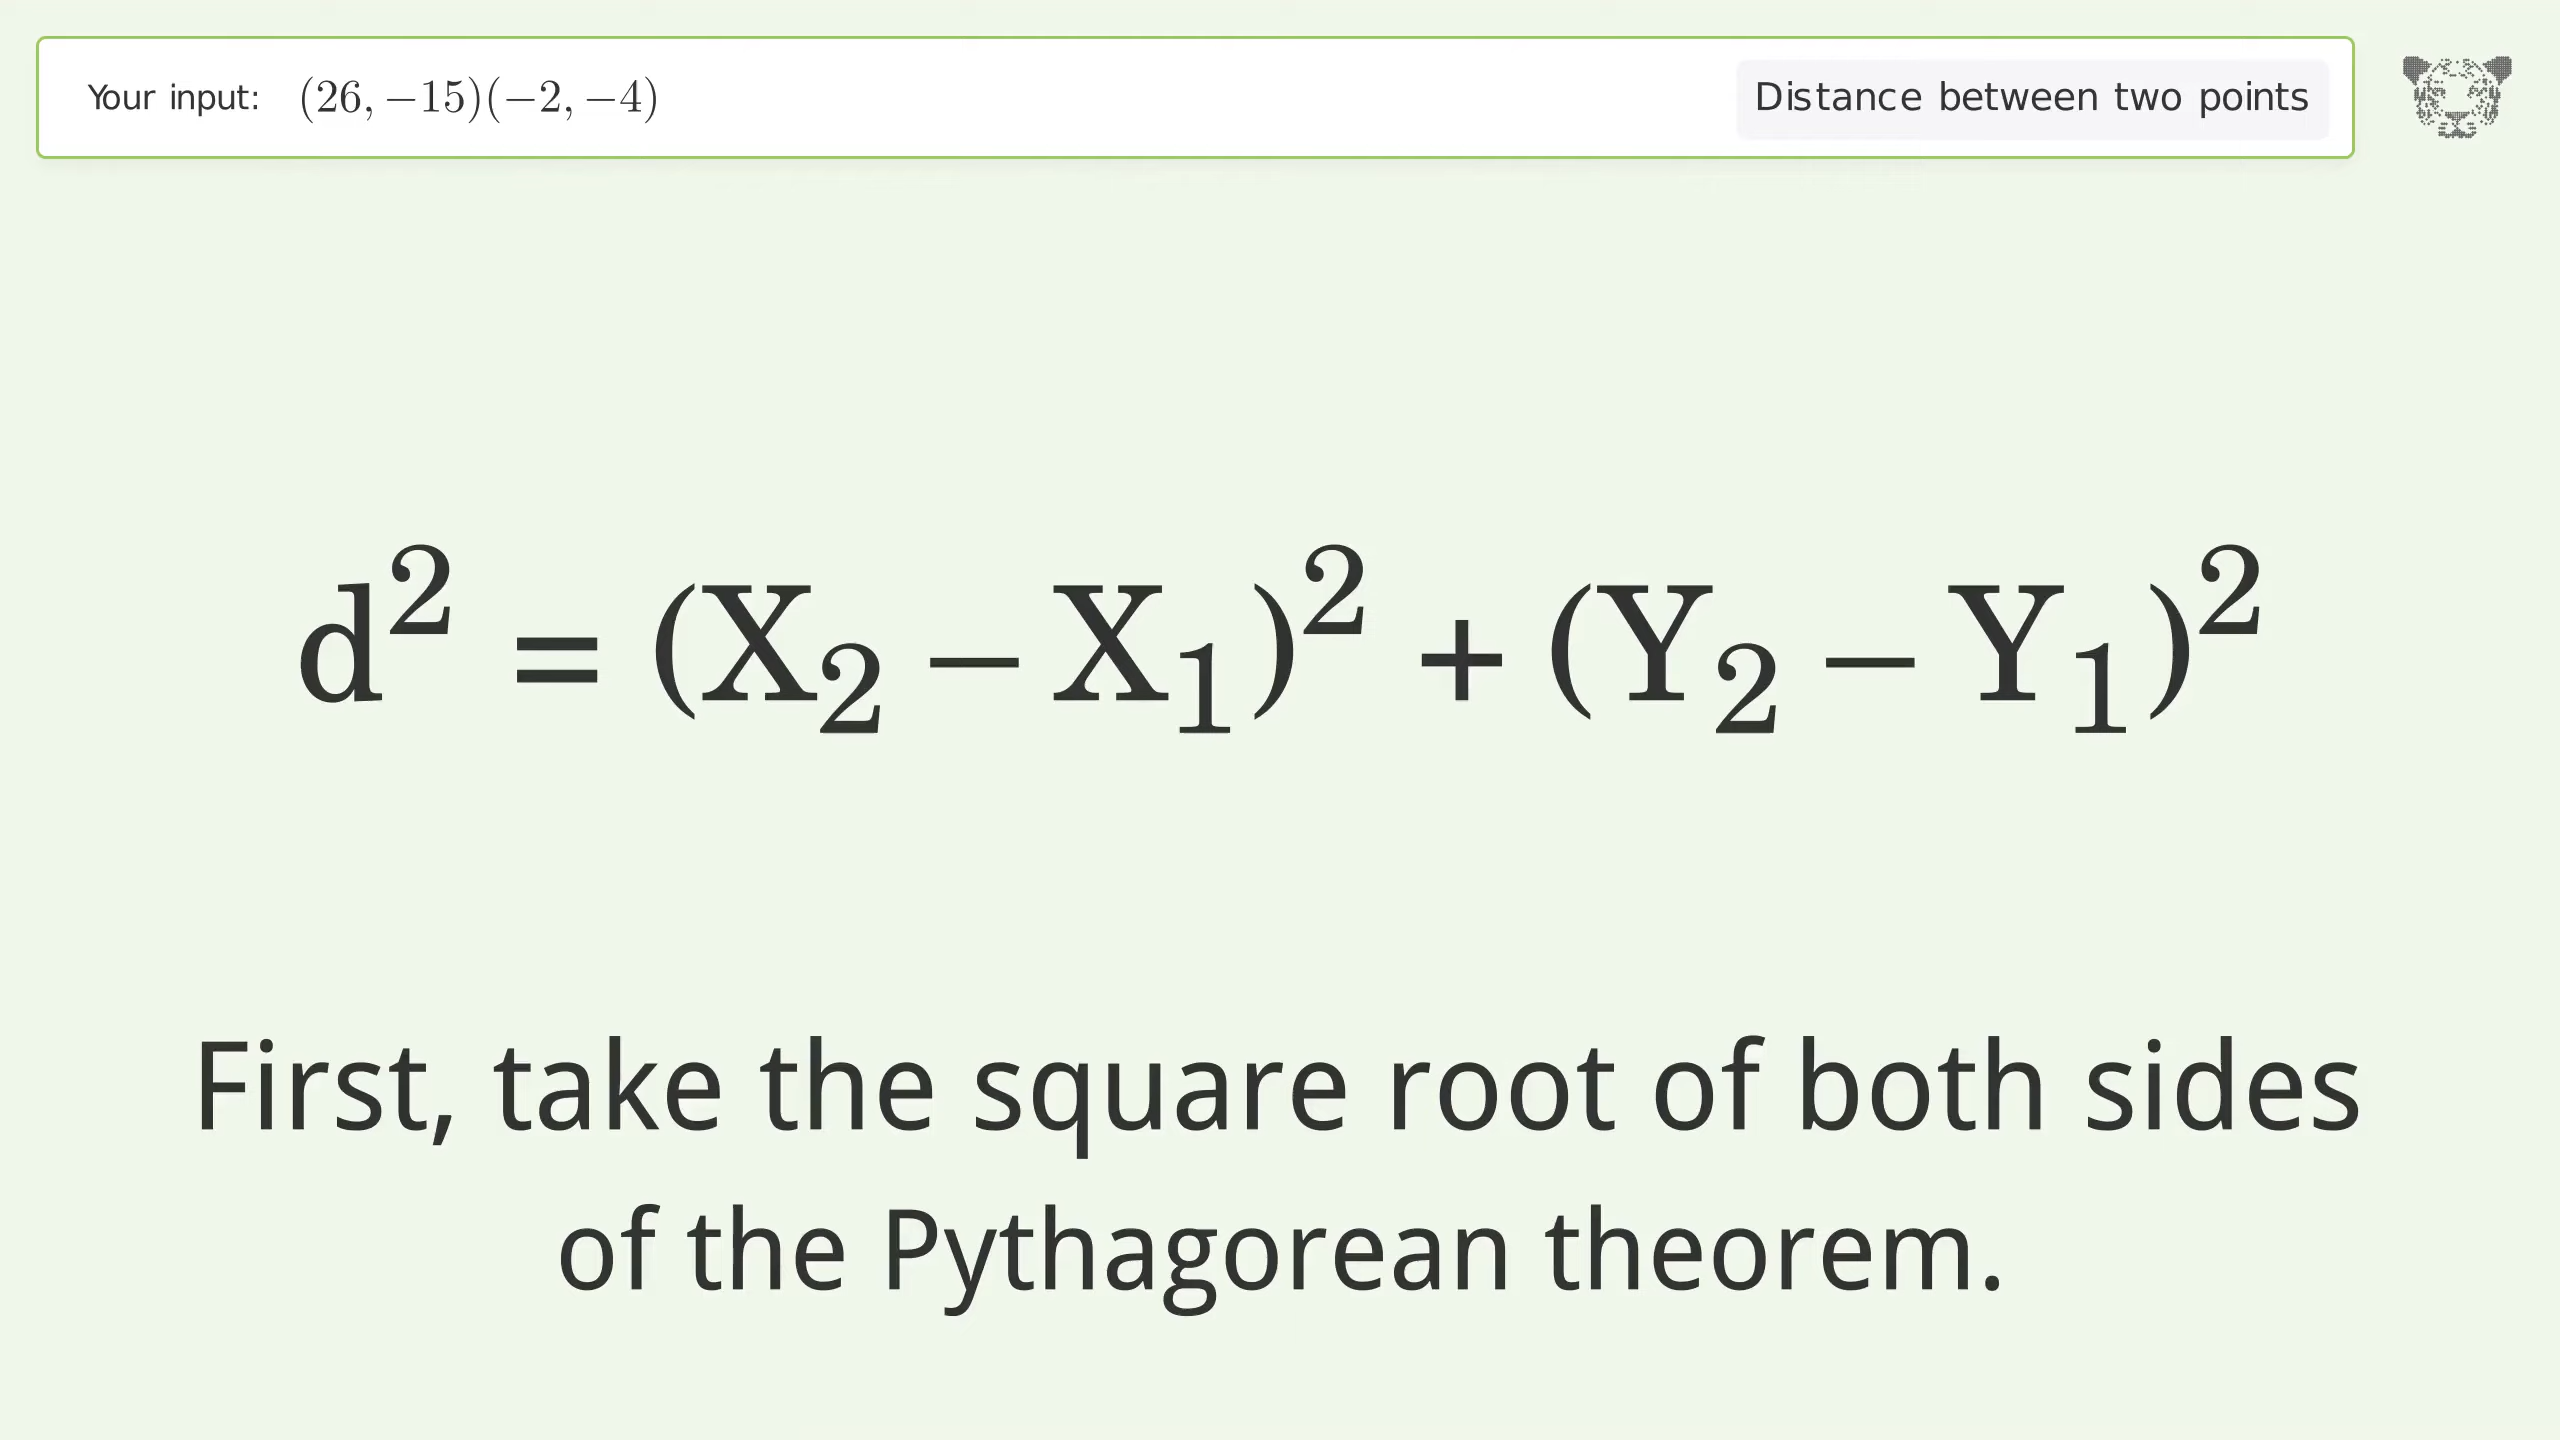 Your input: (26, −15)(−2, −4)
Distance between two points
d² = (X₂ − X₁)² + (Y₂ − Y₁)²
First, take the square root of both sides
of the Pythagorean theorem.